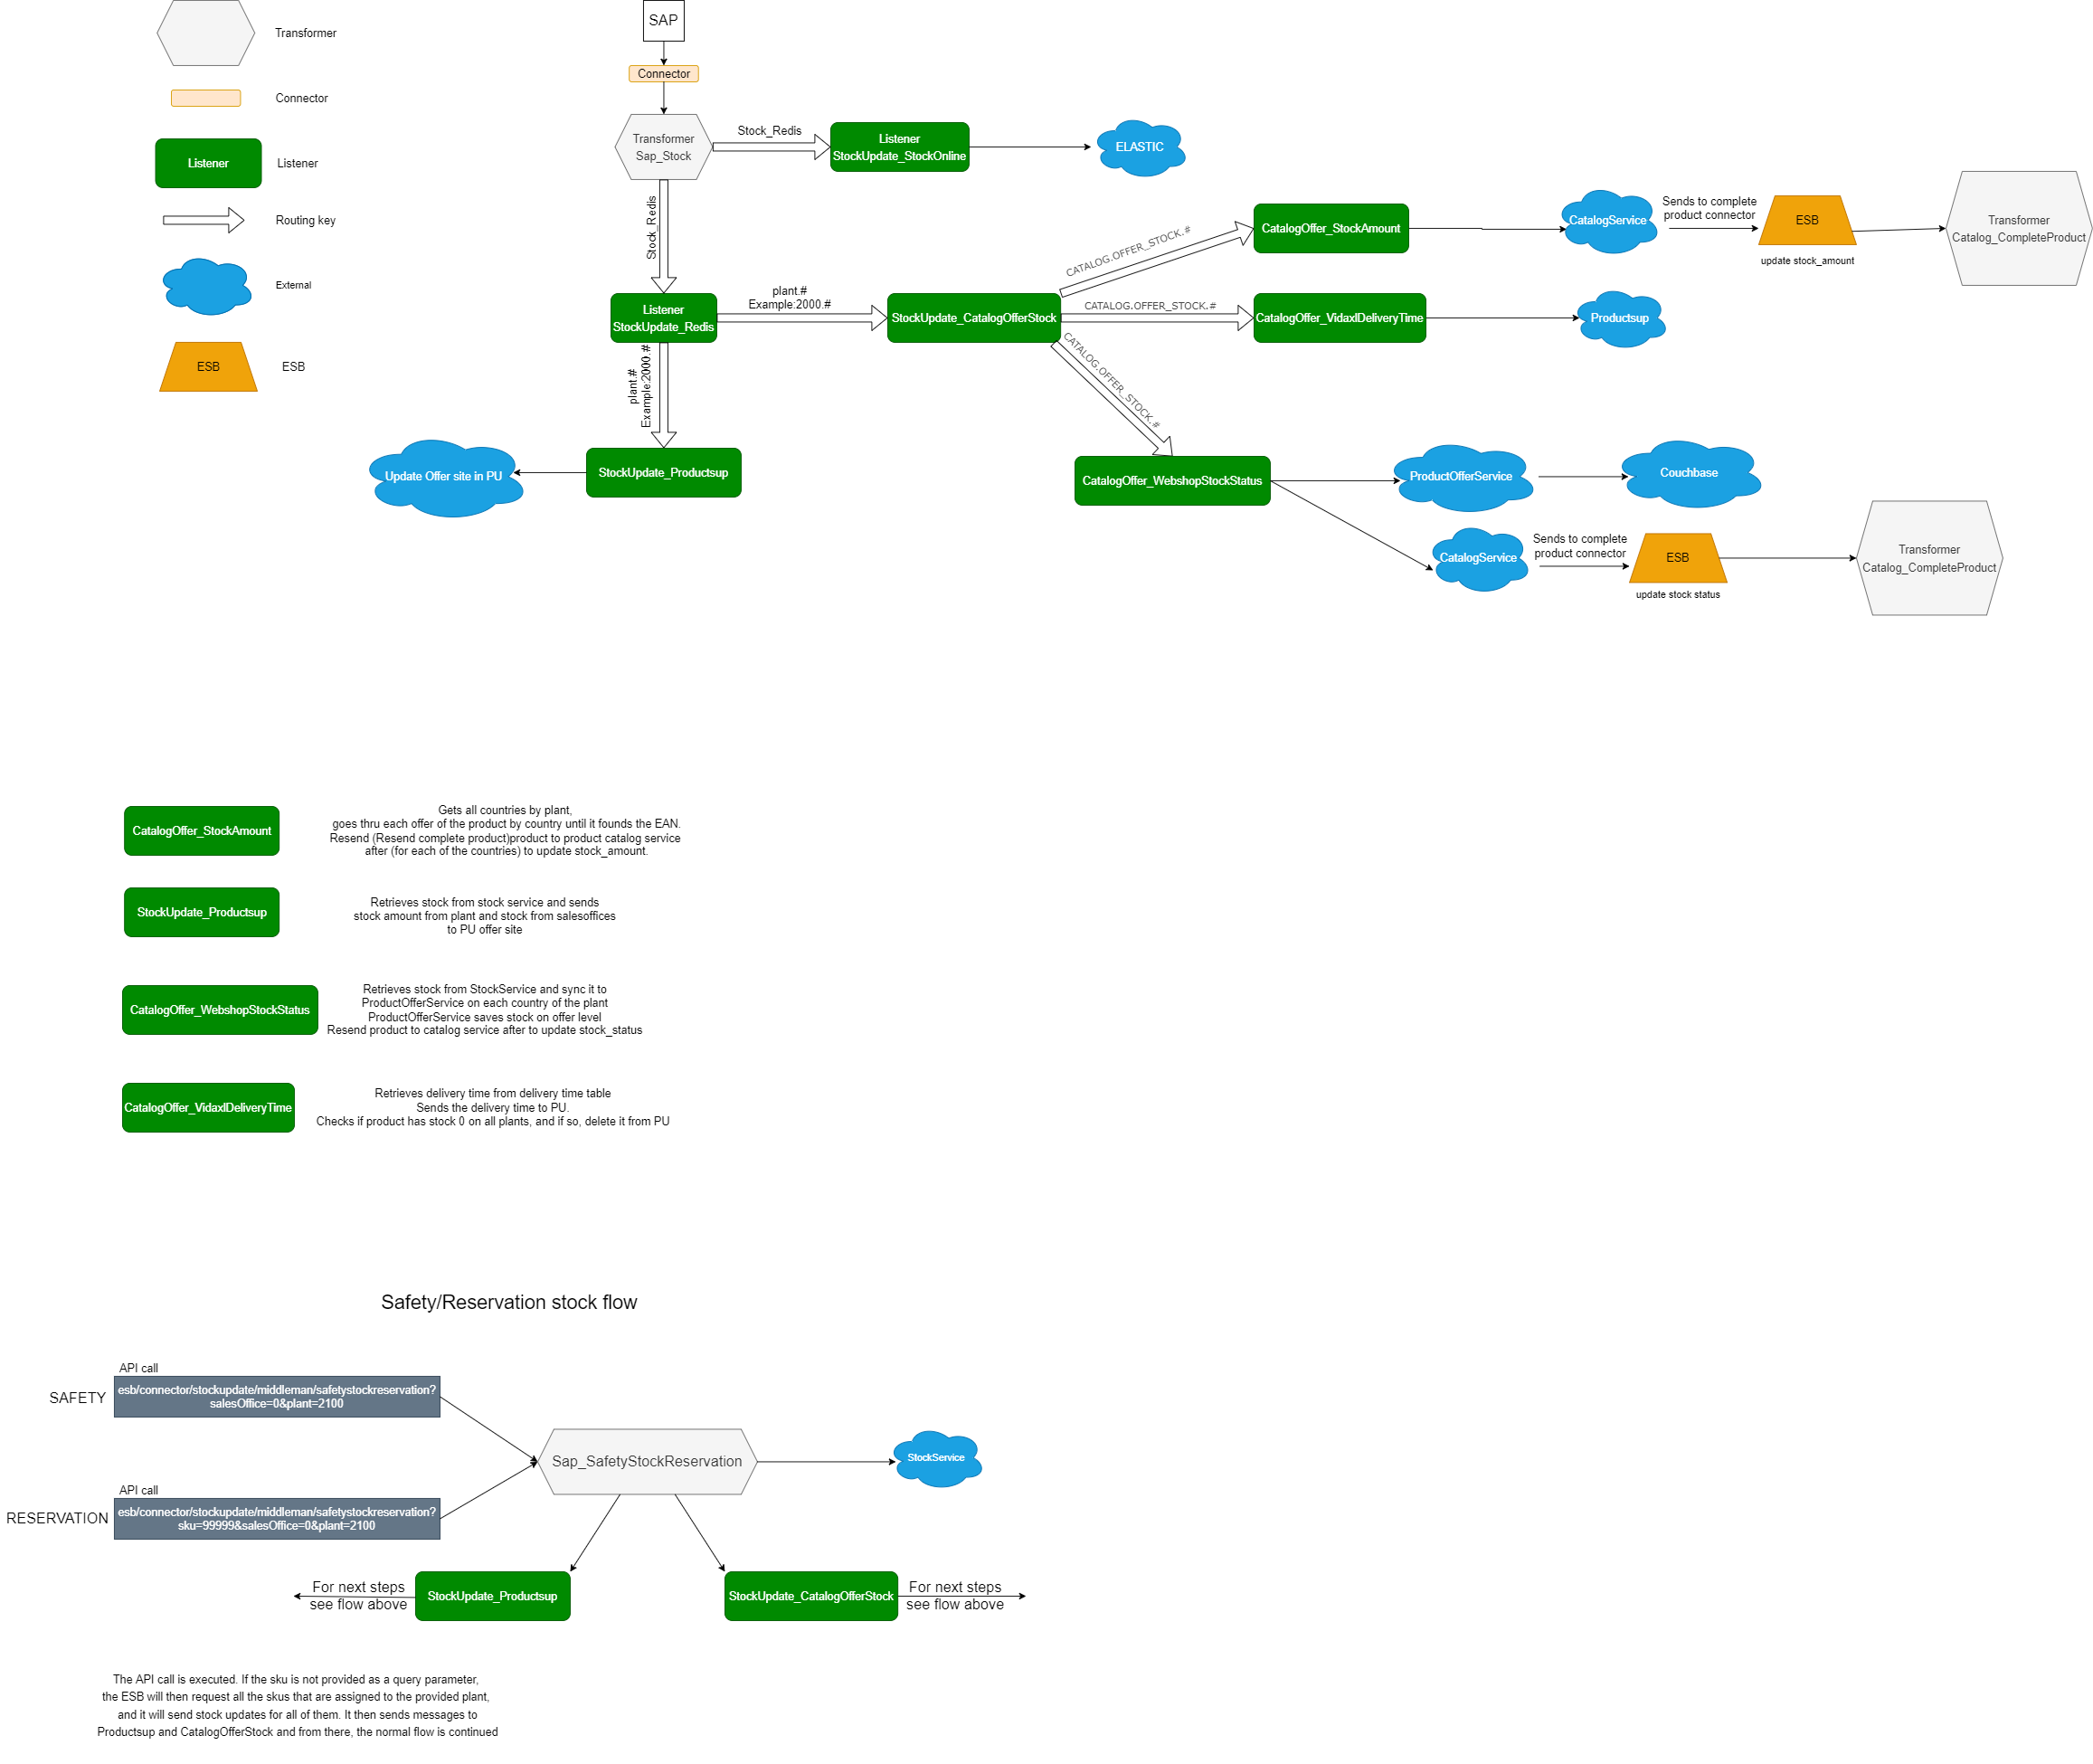 Transformer
Connector
Listener
Listener
Routing key
External
ESB
ESB
SAP
Connector
Transformer
Sap_Stock
Stock_Redis
Listener
StockUpdate_StockOnline
ELASTIC
Stock_Redis
Listener
StockUpdate_Redis
plant.#
Example:2000.#
StockUpdate_CatalogOfferStock
CATALOG.OFFER_STOCK.#
CatalogOffer_StockAmount
CatalogService
Sends to complete
product connector
ESB
update stock_amount
Transformer
Catalog_CompleteProduct
CATALOG.OFFER_STOCK.#
CatalogOffer_VidaxlDeliveryTime
Productsup
CATALOG.OFFER_STOCK.#
CatalogOffer_WebshopStockStatus
ProductOfferService
Couchbase
CatalogService
Sends to complete
product connector
ESB
update stock status
Transformer
Catalog_CompleteProduct
plant.#
Example:2000.#
StockUpdate_Productsup
Update Offer site in PU
CatalogOffer_StockAmount
Gets all countries by plant,
goes thru each offer of the product by country until it founds the EAN.
Resend (Resend complete product)product to product catalog service
after (for each of the countries) to update stock_amount.
StockUpdate_Productsup
Retrieves stock from stock service and sends
stock amount from plant and stock from salesoffices
to PU offer site
CatalogOffer_WebshopStockStatus
Retrieves stock from StockService and sync it to
ProductOfferService on each country of the plant
ProductOfferService saves stock on offer level
Resend product to catalog service after to update stock_status
CatalogOffer_VidaxlDeliveryTime
Retrieves delivery time from delivery time table
Sends the delivery time to PU.
Checks if product has stock 0 on all plants, and if so, delete it from PU
Safety/Reservation stock flow
API call
SAFETY
esb/connector/stockupdate/middleman/safetystockreservation?
salesOffice=0&plant=2100
Sap_SafetyStockReservation
StockService
API call
RESERVATION
esb/connector/stockupdate/middleman/safetystockreservation?
sku=99999&salesOffice=0&plant=2100
For next steps
see flow above
StockUpdate_Productsup
StockUpdate_CatalogOfferStock
For next steps
see flow above
The API call is executed. If the sku is not provided as a query parameter,
the ESB will then request all the skus that are assigned to the provided plant,
and it will send stock updates for all of them. It then sends messages to
Productsup and CatalogOfferStock and from there, the normal flow is continued